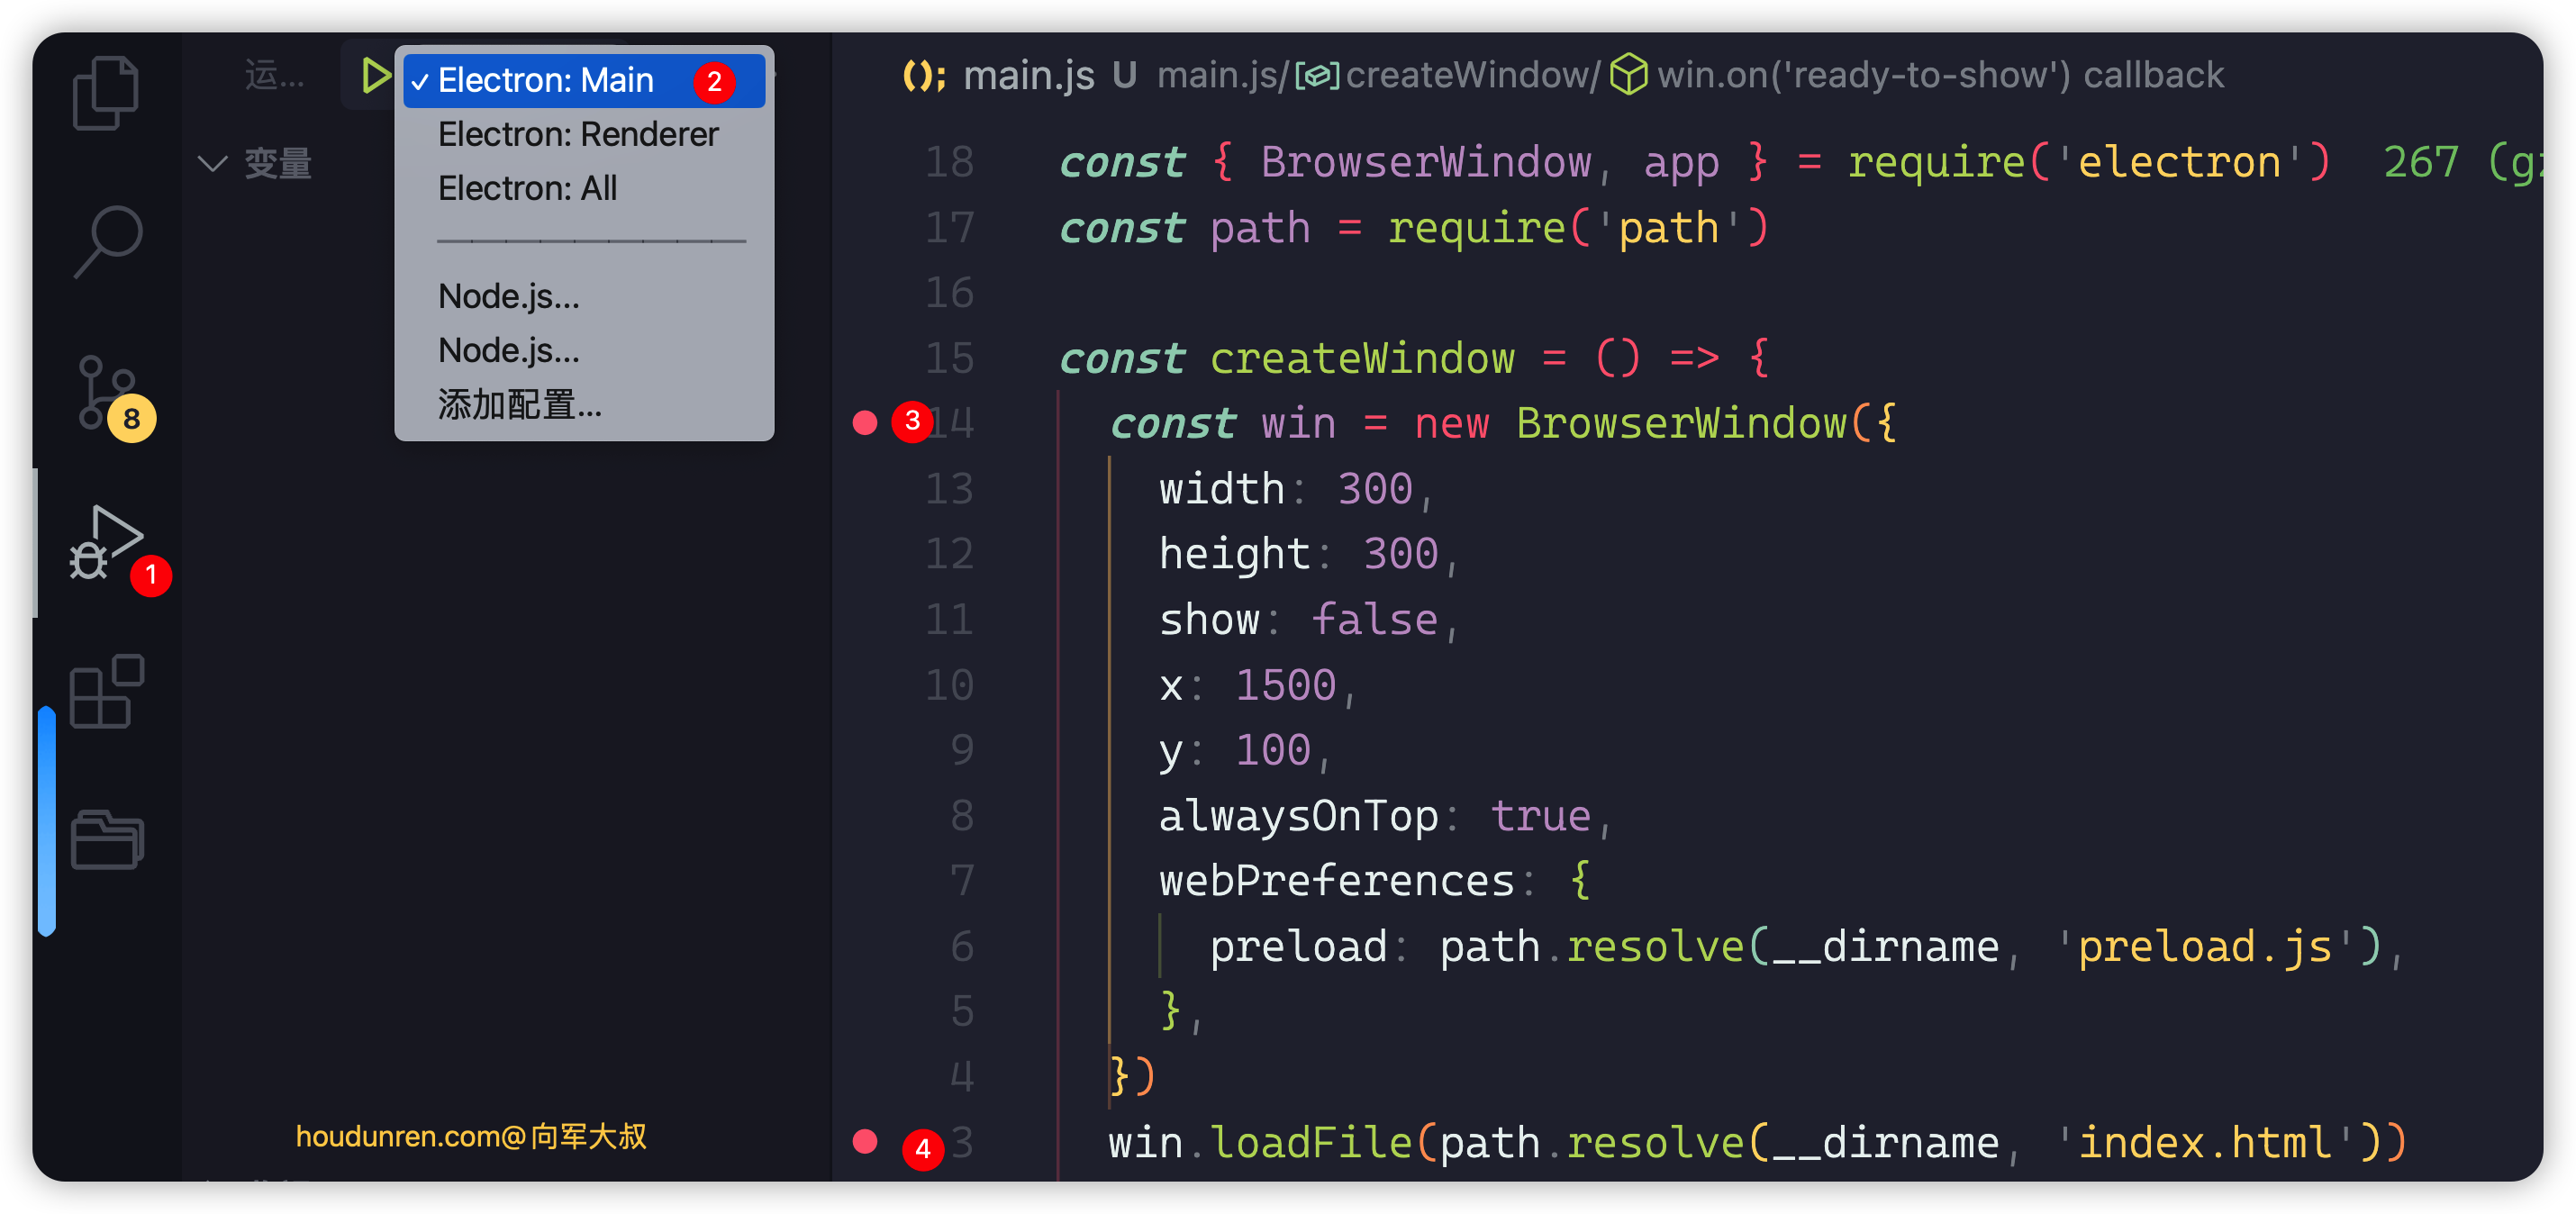 运...
Electron: Main 2
Electron: Renderer
Electron: All
Node.js...
Node.js...
添加配置...
变量
8
1
houdunren.com@向军大叔
main.js U main.js/createWindow/win.on('ready-to-show') callback
18 const { BrowserWindow, app } = require('electron') 267 (gz
17 const path = require('path')
16
15 const createWindow = () => {
3 14 const win = new BrowserWindow({
13 width: 300,
12 height: 300,
11 show: false,
10 x: 1500,
9 y: 100,
8 alwaysOnTop: true,
7 webPreferences: {
6 preload: path.resolve(__dirname, 'preload.js'),
5 },
4 })
4 3 win.loadFile(path.resolve(__dirname, 'index.html'))